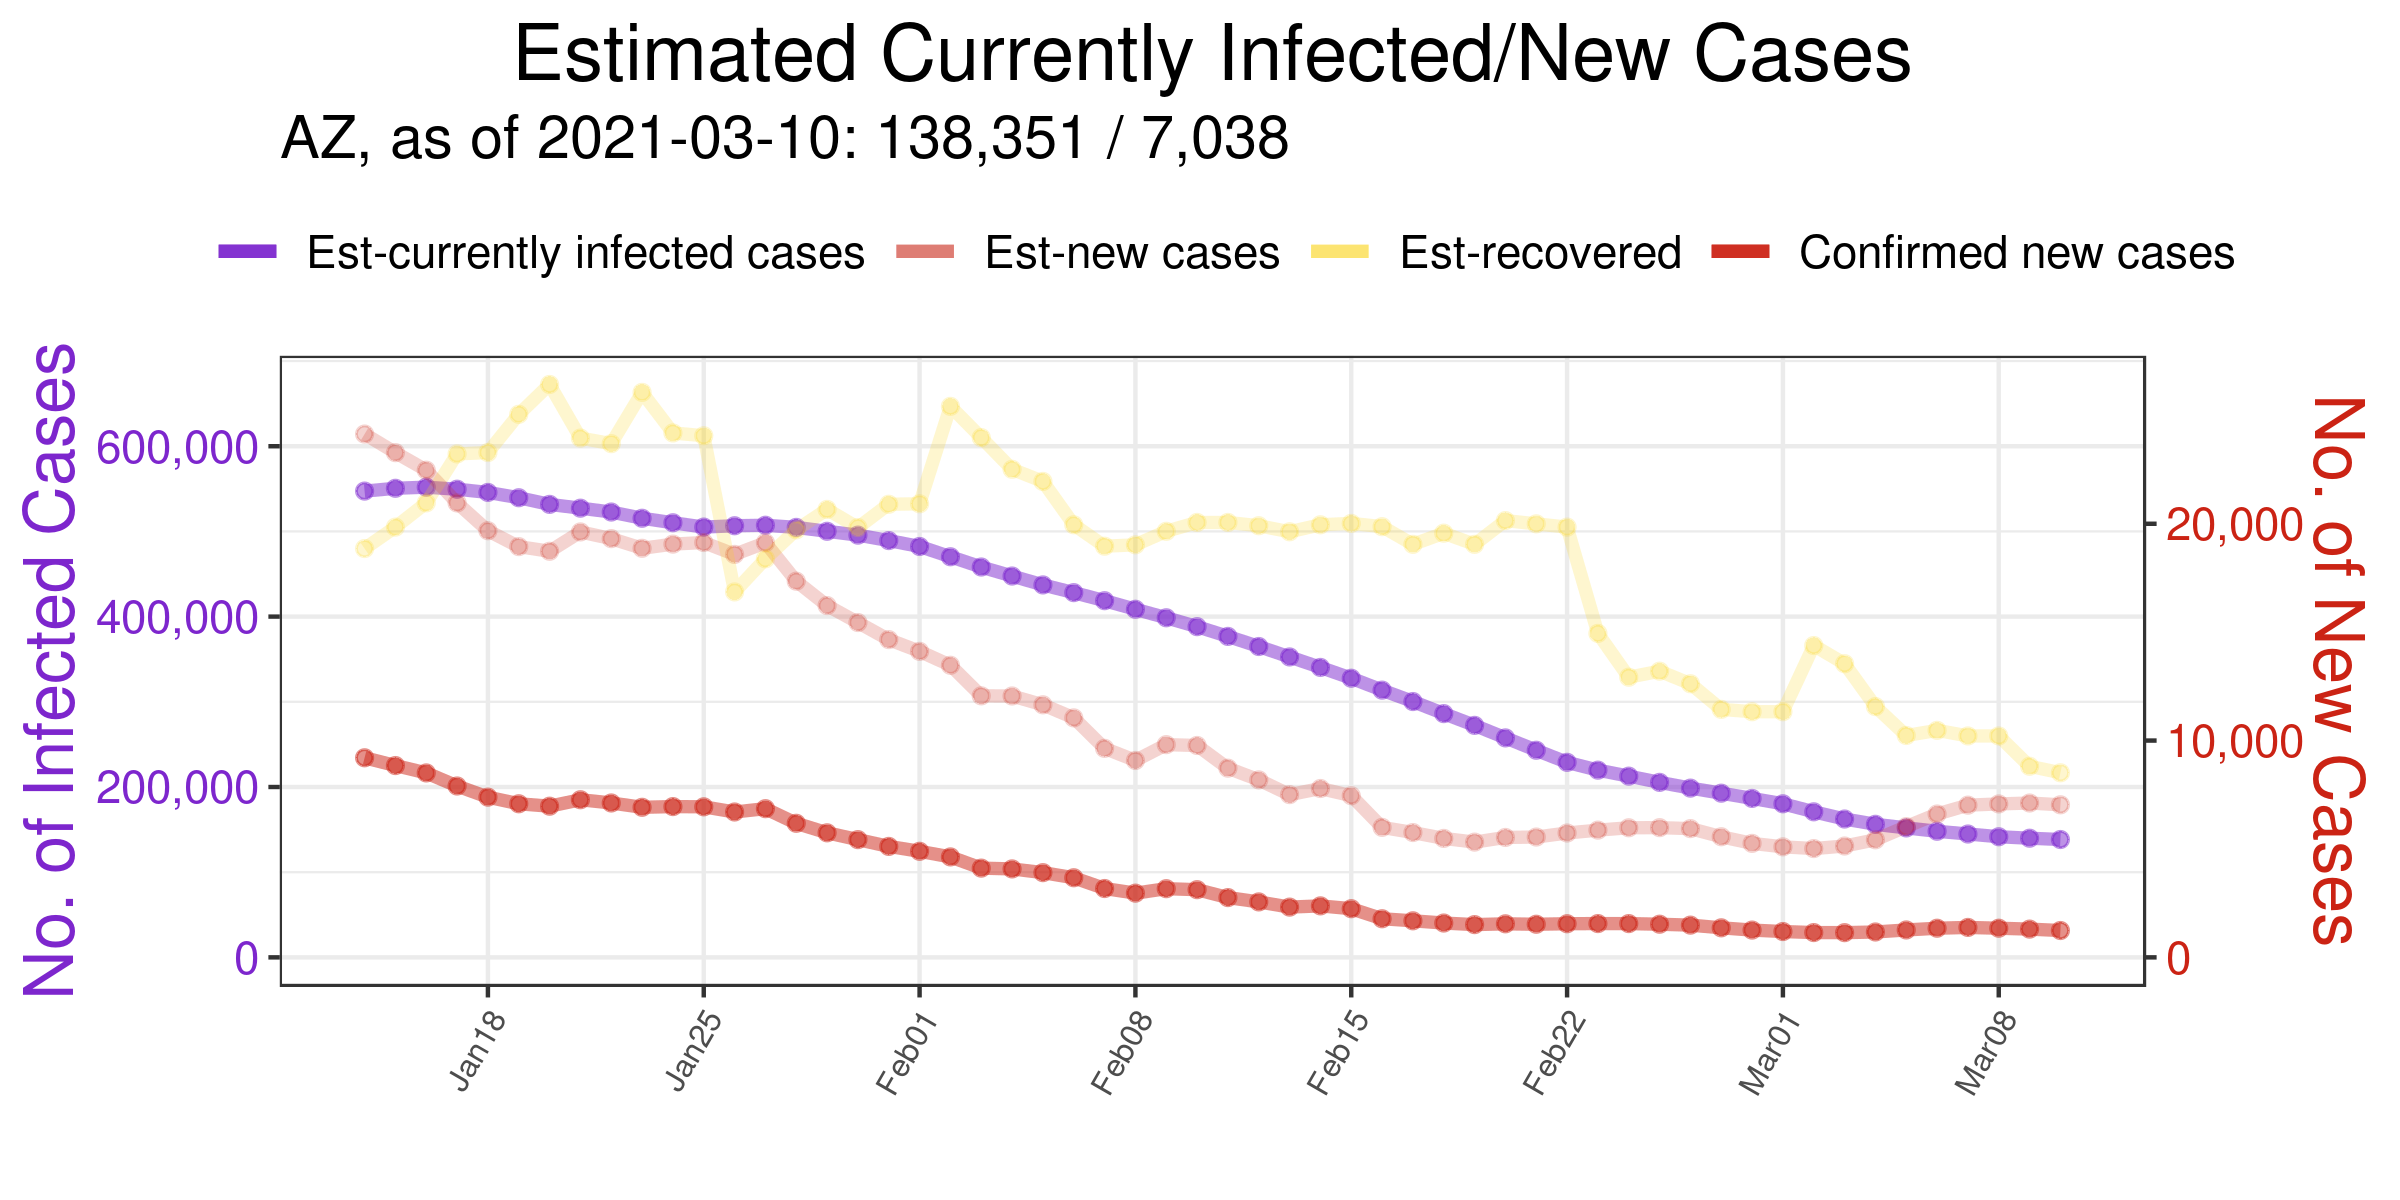 Estimated Currently Infected/New Cases
AZ, as of 2021-03-10: 138,351 / 7,038
Est-currently infected cases Est-new cases Est-recovered Confirmed new cases
No. of Infected Cases
600,000
400,000
200,000
0
No. of New Cases
20,000
10,000
0
Jan18 Jan25 Feb01 Feb08 Feb15 Feb22 Mar01 Mar08